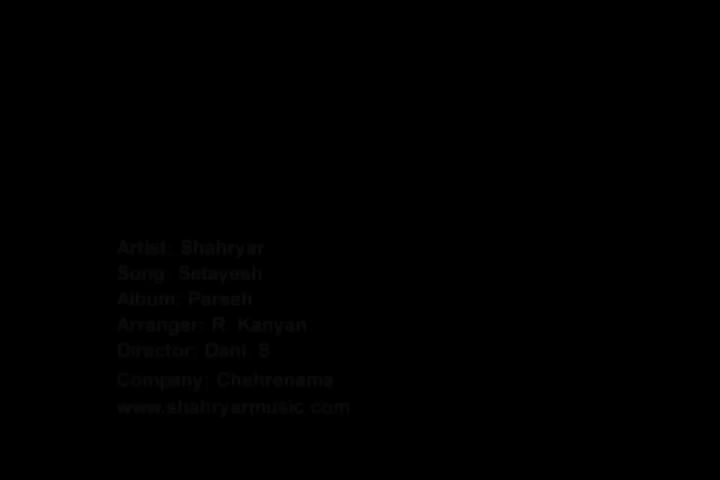 Artist: Shahryar
Song: Setayesh
Album: Parseh
Arranger: R. Kanyan
Director: Dani S
Company: Chehrenama
www.shahryarmusic.com